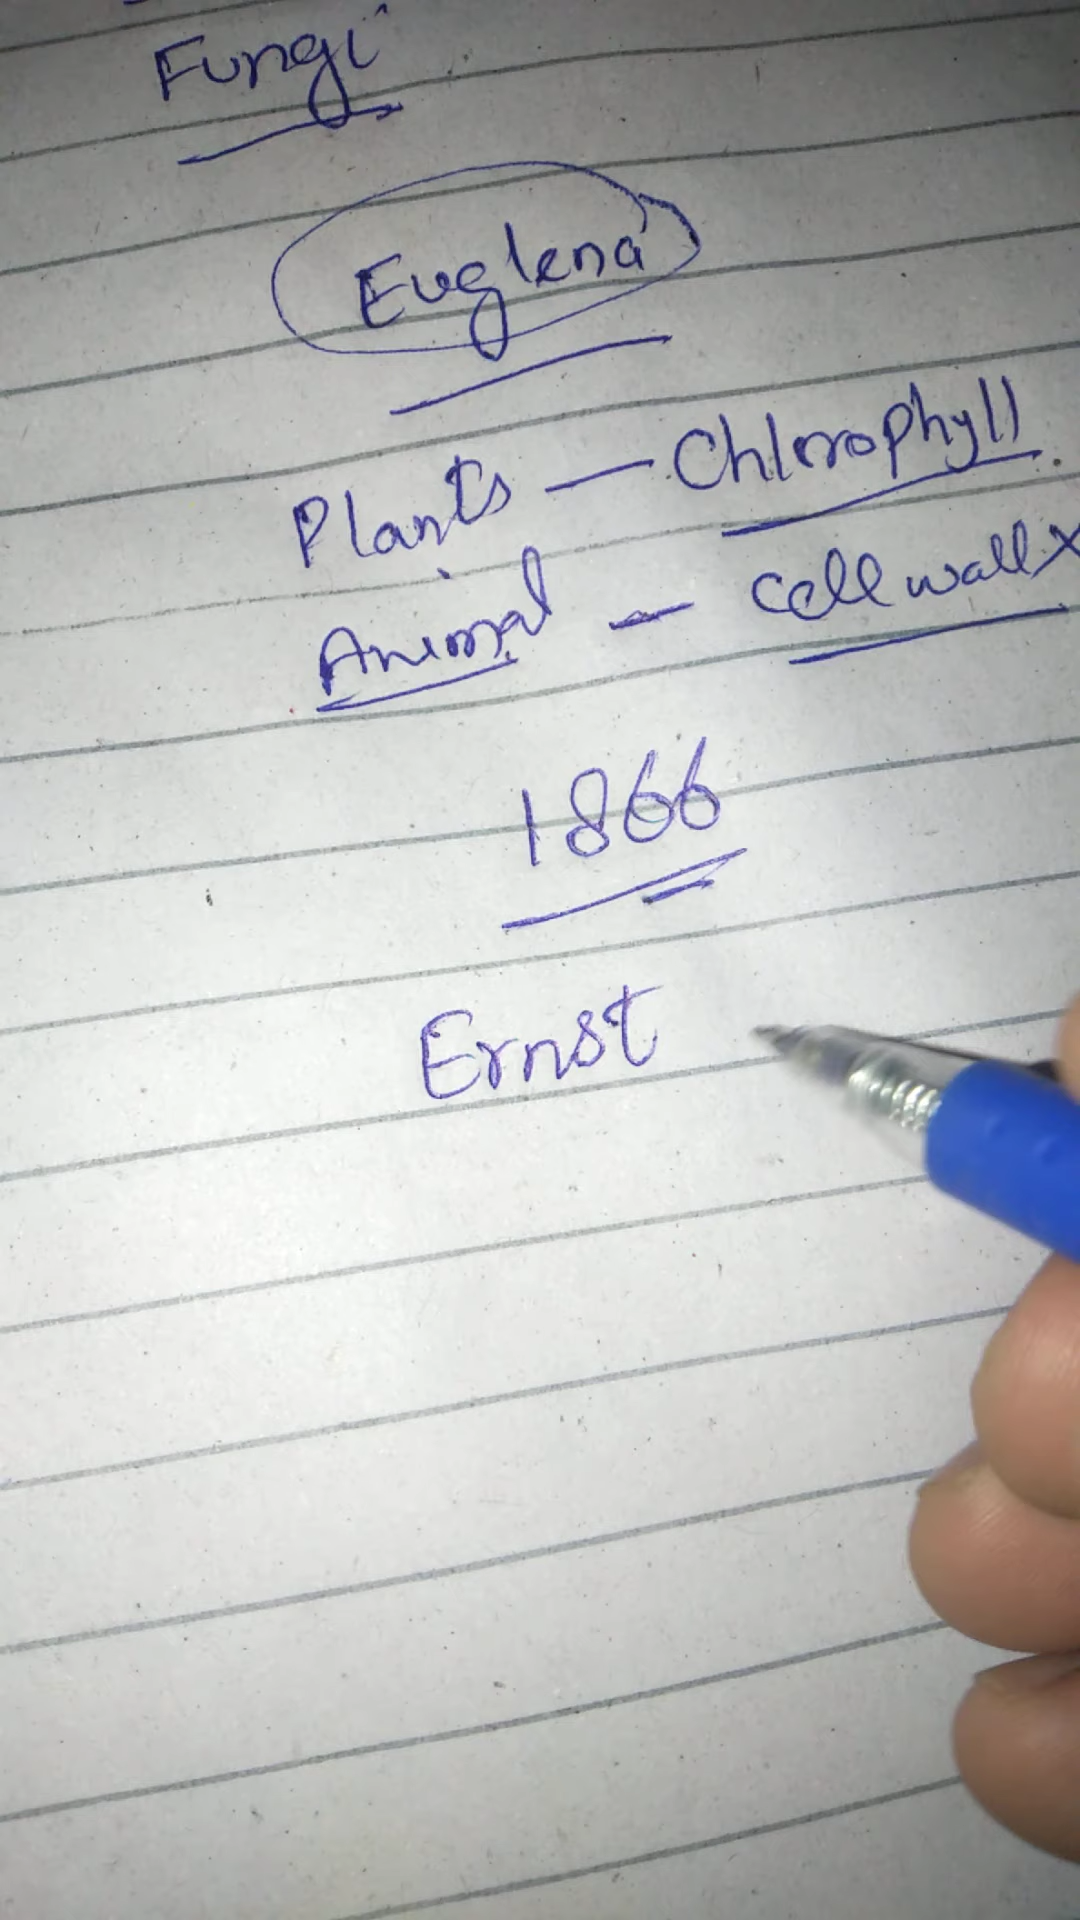 Fungi
Euglena
Plants — Chlorophyll
Animal — Cell wall x
1866
Ernst